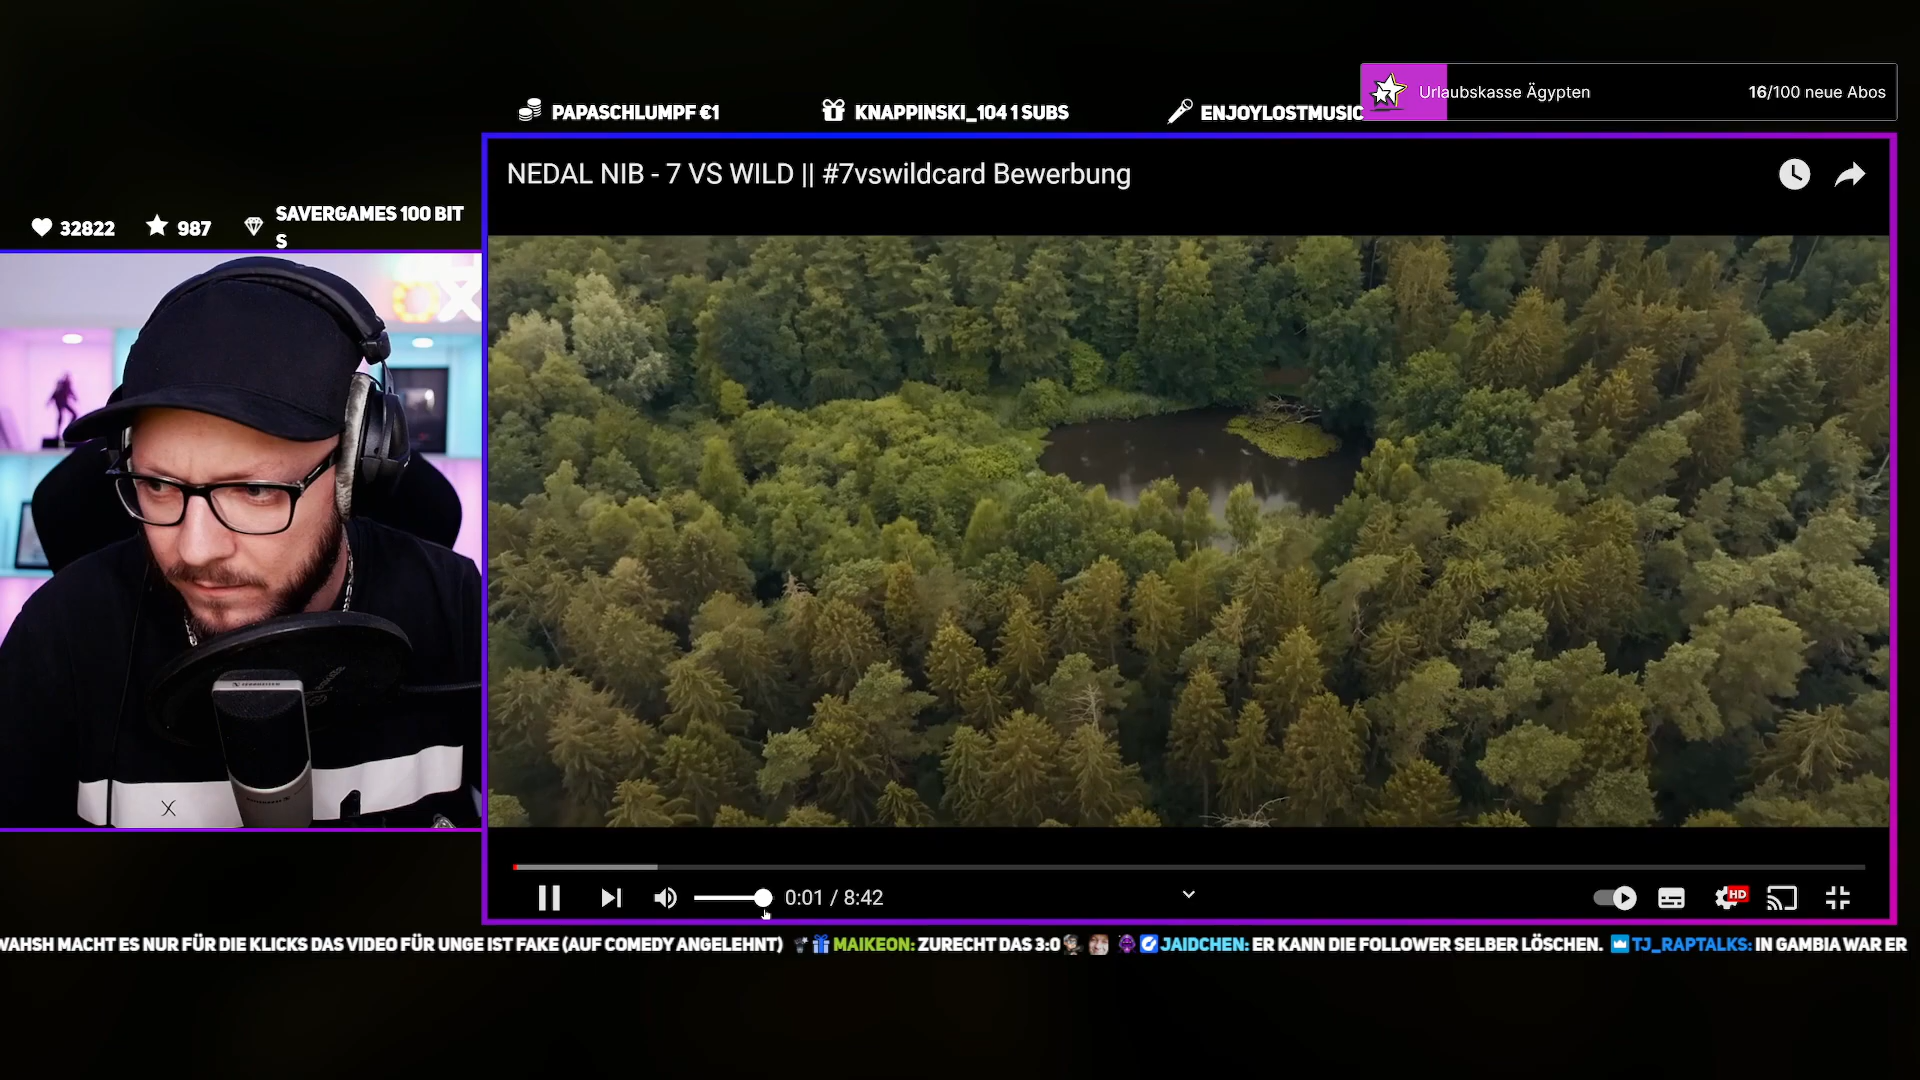 Urlaubskasse Ägypten
16/100 neue Abos
PAPASCHLUMPF €1
KNAPPINSKI_104 1 SUBS
ENJOYLOSTMUSIC
NEDAL NIB - 7 VS WILD || #7vswildcard Bewerbung
32822
987
SAVERGAMES 100 BIT
S
X
0:01 / 8:42
HD
WAHSH MACHT ES NUR FÜR DIE KLICKS DAS VIDEO FÜR UNGE IST FAKE (AUF COMEDY ANGELEHNT) MAIKEON: ZURECHT DAS 3:0 JAIDCHEN: ER KANN DIE FOLLOWER SELBER LÖSCHEN. TJ_RAPTALKS: IN GAMBIA WAR ER